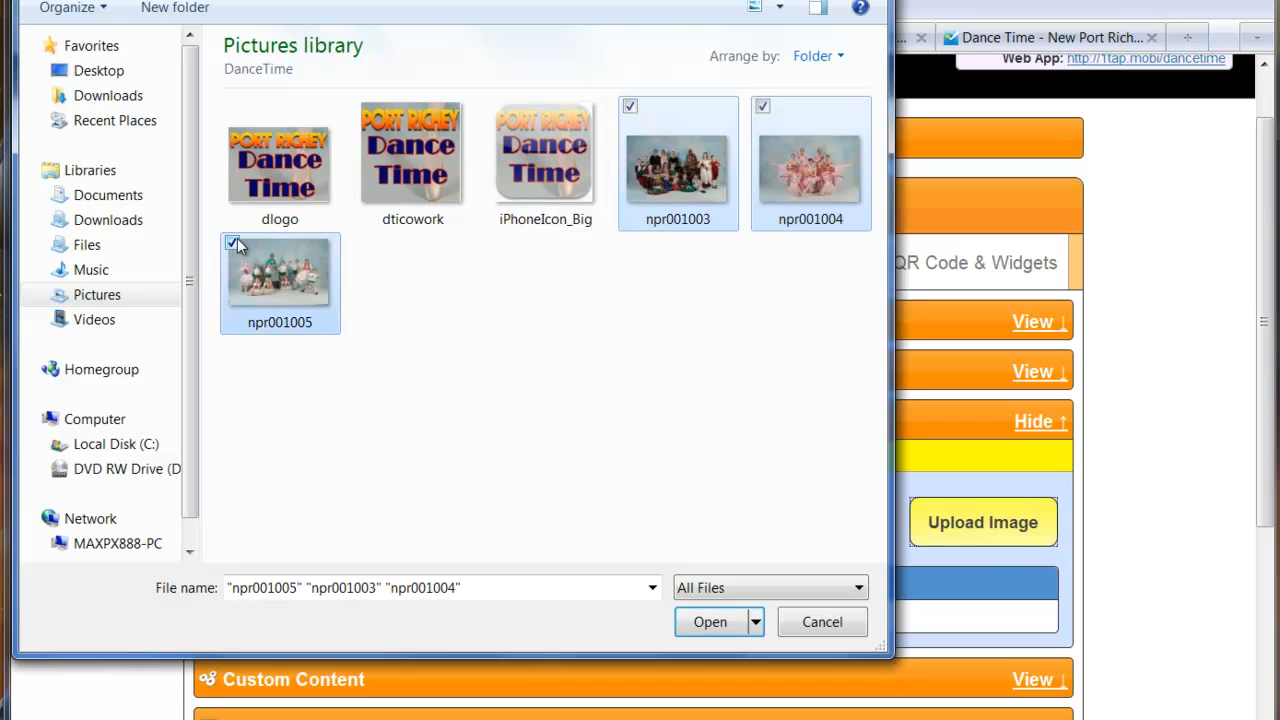 Organize
New folder
Favorites
Desktop
Downloads
Recent Places
Libraries
Documents
Downloads
Files
Music
Pictures
Videos
Homegroup
Computer
Local Disk (C:)
DVD RW Drive (D
Network
MAXPX888-PC
Pictures library
DanceTime
Arrange by: Folder
PORT RICHEY
Dance
Time
dlogo
PORT RICHEY
Dance
Time
dticowork
PORT RICHEY
Dance
Time
iPhoneIcon_Big
npr001003
npr001004
npr001005
File name: "npr001005" "npr001003" "npr001004"
All Files
Open
Cancel
... Dance Time - New Port Rich...
Web App: http://1tap.mobi/dancetime
QR Code & Widgets
View ↓
View ↓
Hide ↑
Upload Image
Custom Content View ↓